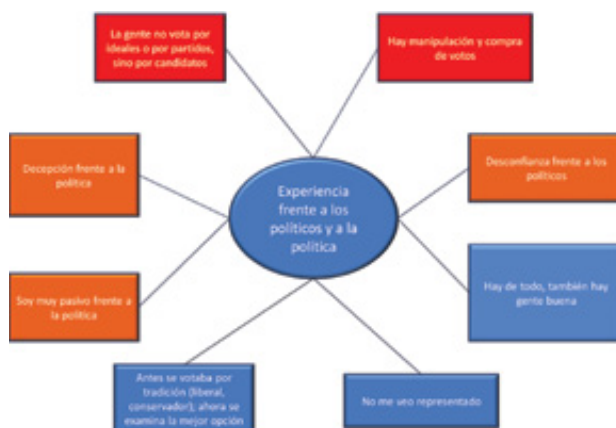 La gente no vota por
ideales o por partidos,
sino por candidatos
Hay manipulación y compra
de votos
Decepción frente a la
política
Experiencia
frente a los
políticos y a la
política
Desconfianza frente a los
políticos
Soy muy pasivo frente a
la política
Hay de todo, también hay
gente buena
Antes se votaba por
tradición (liberal,
conservador); ahora se
examina la mejor opción
No me veo representado